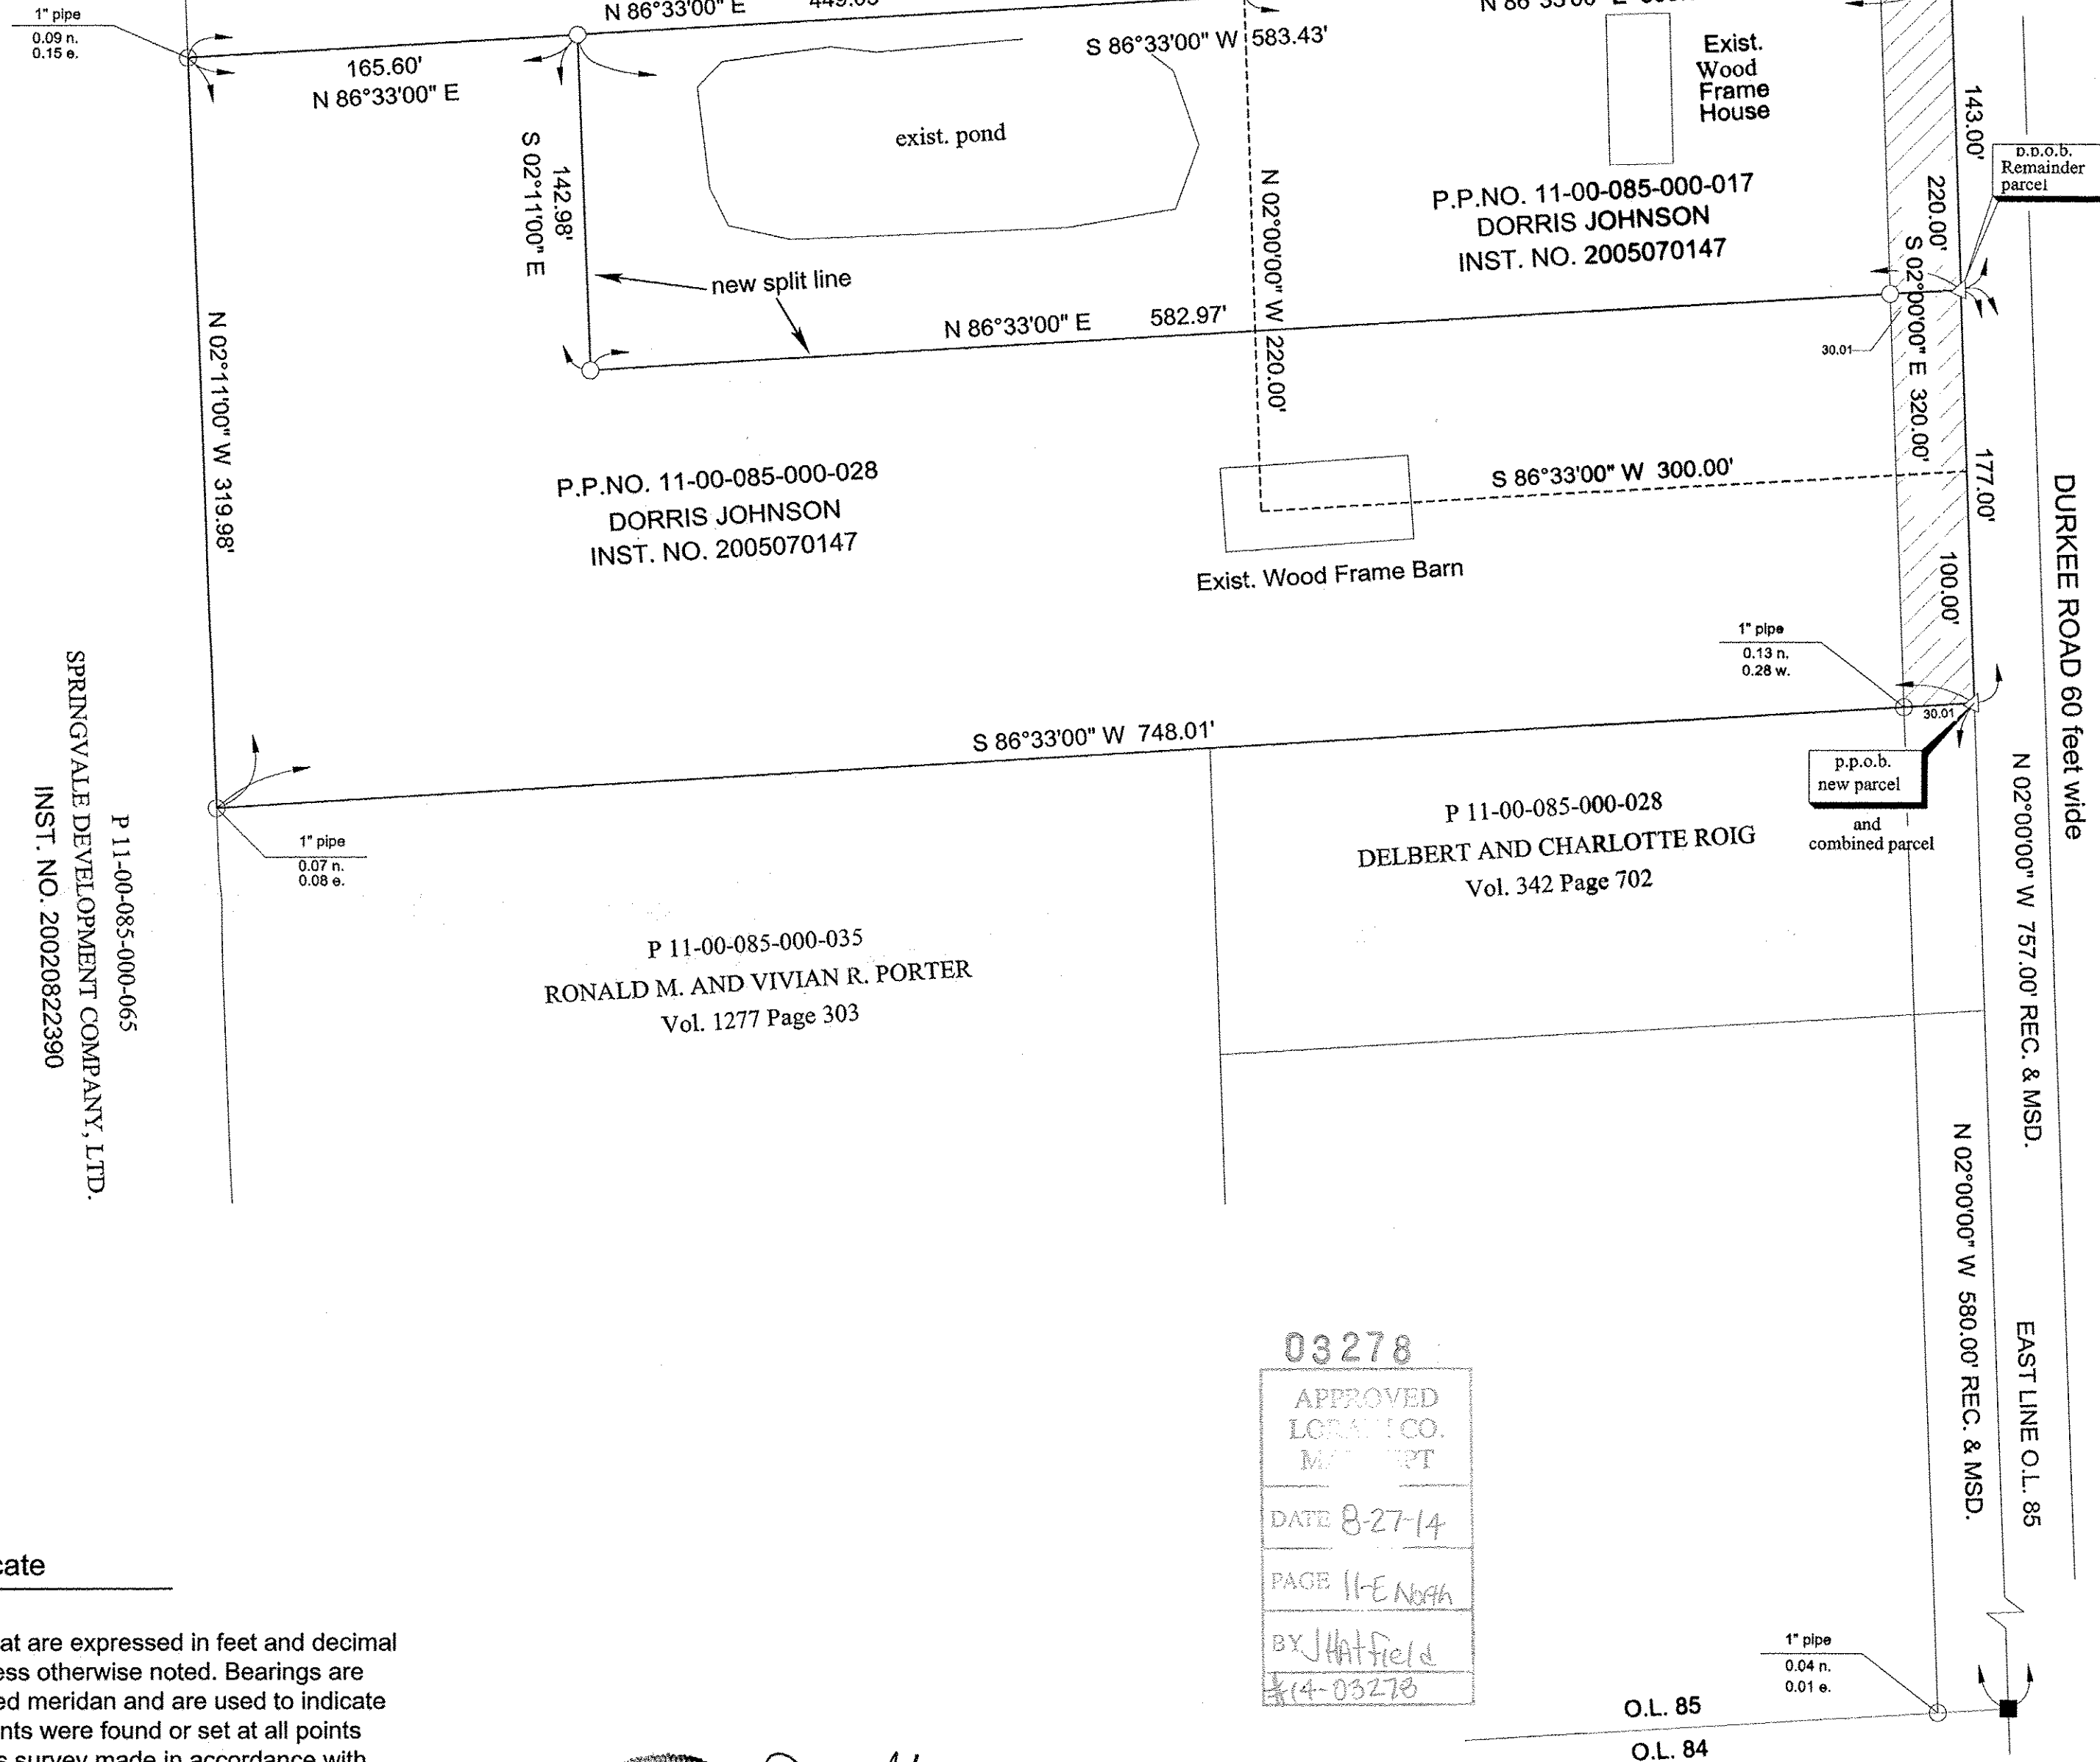 1" pipe
0.09 n.
0.15 e.
N 86°33'00" E
S 86°33'00" W 583.43'
Exist.
Wood
Frame
House
165.60'
N 86°33'00" E
exist. pond
S 02°11'00" E
142.98'
N 02°00'00" W 220.00'
P.P.NO. 11-00-085-000-017
DORRIS JOHNSON
INST. NO. 2005070147
143.00'
220.00'
p.p.o.b.
Remainder
parcel
S 02°00'00" E 320.00'
new split line
N 86°33'00" E 582.97'
30.01
N 02°11'00" W 319.98'
P.P.NO. 11-00-085-000-028
DORRIS JOHNSON
INST. NO. 2005070147
S 86°33'00" W 300.00'
177.00'
100.00'
Exist. Wood Frame Barn
DURKEE ROAD 60 feet wide
1" pipe
0.13 n.
0.28 w.
30.01
S 86°33'00" W 748.01'
p.p.o.b.
new parcel
and
combined parcel
1" pipe
0.07 n.
0.08 e.
P 11-00-085-000-028
DELBERT AND CHARLOTTE ROIG
Vol. 342 Page 702
P 11-00-085-000-065
SPRINGVALE DEVELOPMENT COMPANY, LTD.
INST. NO. 20020822390
P 11-00-085-000-035
RONALD M. AND VIVIAN R. PORTER
Vol. 1277 Page 303
N 02°00'00" W 757.00' REC. & MSD.
N 02°00'00" W 580.00' REC. & MSD.
EAST LINE O.L. 85
03278
APPROVED
CO.
DATE 8-27-14
PAGE 11-E North
BY JHatfield
#14-03278
1" pipe
0.04 n.
0.01 e.
O.L. 85
O.L. 84
cate
at are expressed in feet and decimal
ess otherwise noted. Bearings are
ed meridan and are used to indicate
nts were found or set at all points
s survey made in accordance with